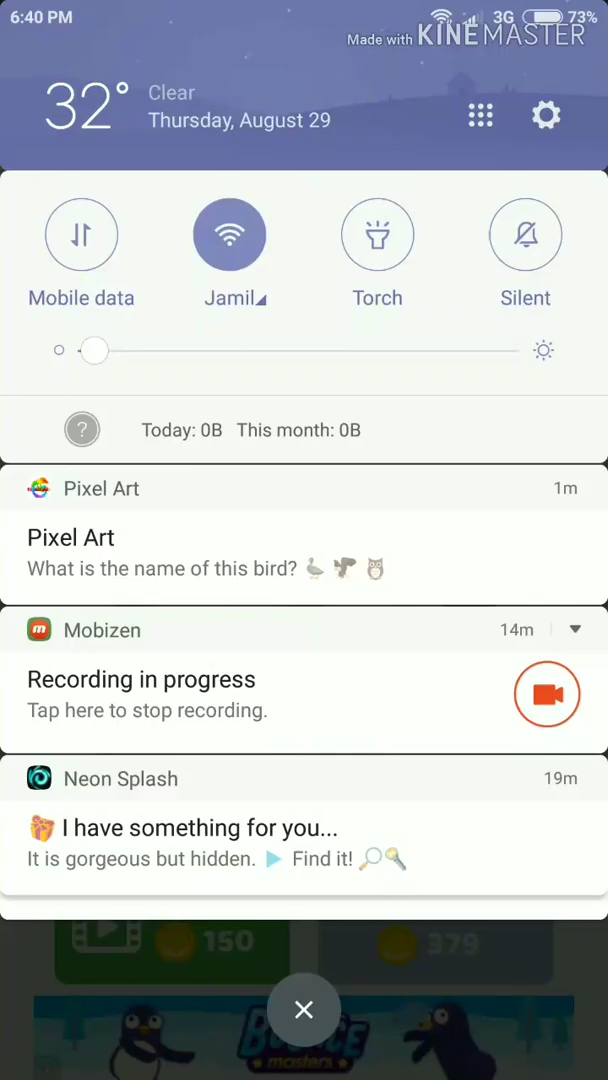 6:40 PM
3G
73%
Made with KINEMASTER
32°
Clear
Thursday, August 29
Mobile data
Jamil
Torch
Silent
?
Today: 0B This month: 0B
Pixel Art
1m
Pixel Art
What is the name of this bird? 🦢 🦅 🦉
m
Mobizen
14m
Recording in progress
Tap here to stop recording.
Neon Splash
19m
🎁 I have something for you...
It is gorgeous but hidden. ▶ Find it! 🔎🔦
150
379
BOUNCE
masters